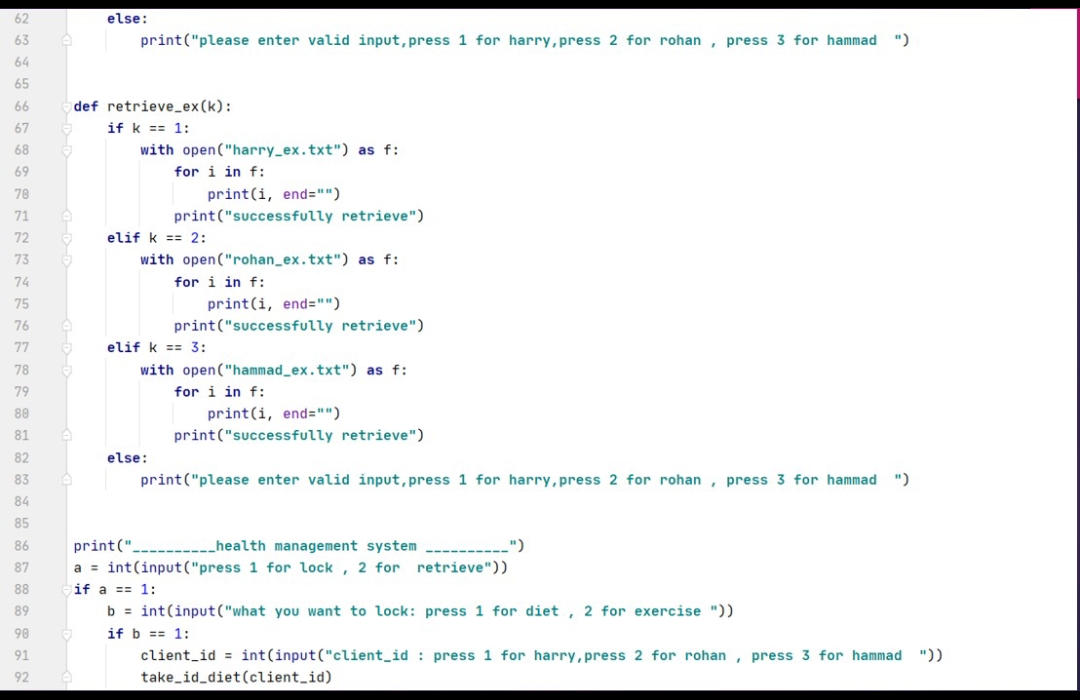 62 else:
63 print("please enter valid input,press 1 for harry,press 2 for rohan , press 3 for hammad  ")
64
65
66 def retrieve_ex(k):
67 if k == 1:
68 with open("harry_ex.txt") as f:
69 for i in f:
70 print(i, end="")
71 print("successfully retrieve")
72 elif k == 2:
73 with open("rohan_ex.txt") as f:
74 for i in f:
75 print(i, end="")
76 print("successfully retrieve")
77 elif k == 3:
78 with open("hammad_ex.txt") as f:
79 for i in f:
80 print(i, end="")
81 print("successfully retrieve")
82 else:
83 print("please enter valid input,press 1 for harry,press 2 for rohan , press 3 for hammad  ")
84
85
86 print("__________health management system __________")
87 a = int(input("press 1 for lock , 2 for  retrieve"))
88 if a == 1:
89 b = int(input("what you want to lock: press 1 for diet , 2 for exercise "))
90 if b == 1:
91 client_id = int(input("client_id : press 1 for harry,press 2 for rohan , press 3 for hammad  "))
92 take_id_diet(client_id)